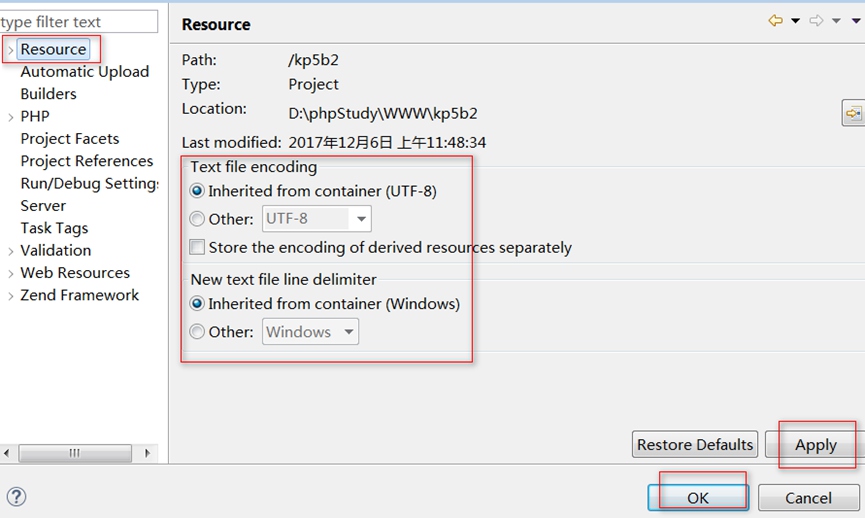 type filter text
Resource
Automatic Upload
Builders
PHP
Project Facets
Project References
Run/Debug Settings
Server
Task Tags
Validation
Web Resources
Zend Framework
Resource
Path: /kp5b2
Type: Project
Location: D:\phpStudy\WWW\kp5b2
Last modified: 2017年12月6日 上午11:48:34
Text file encoding
Inherited from container (UTF-8)
Other: UTF-8
Store the encoding of derived resources separately
New text file line delimiter
Inherited from container (Windows)
Other: Windows
Restore Defaults Apply
OK Cancel